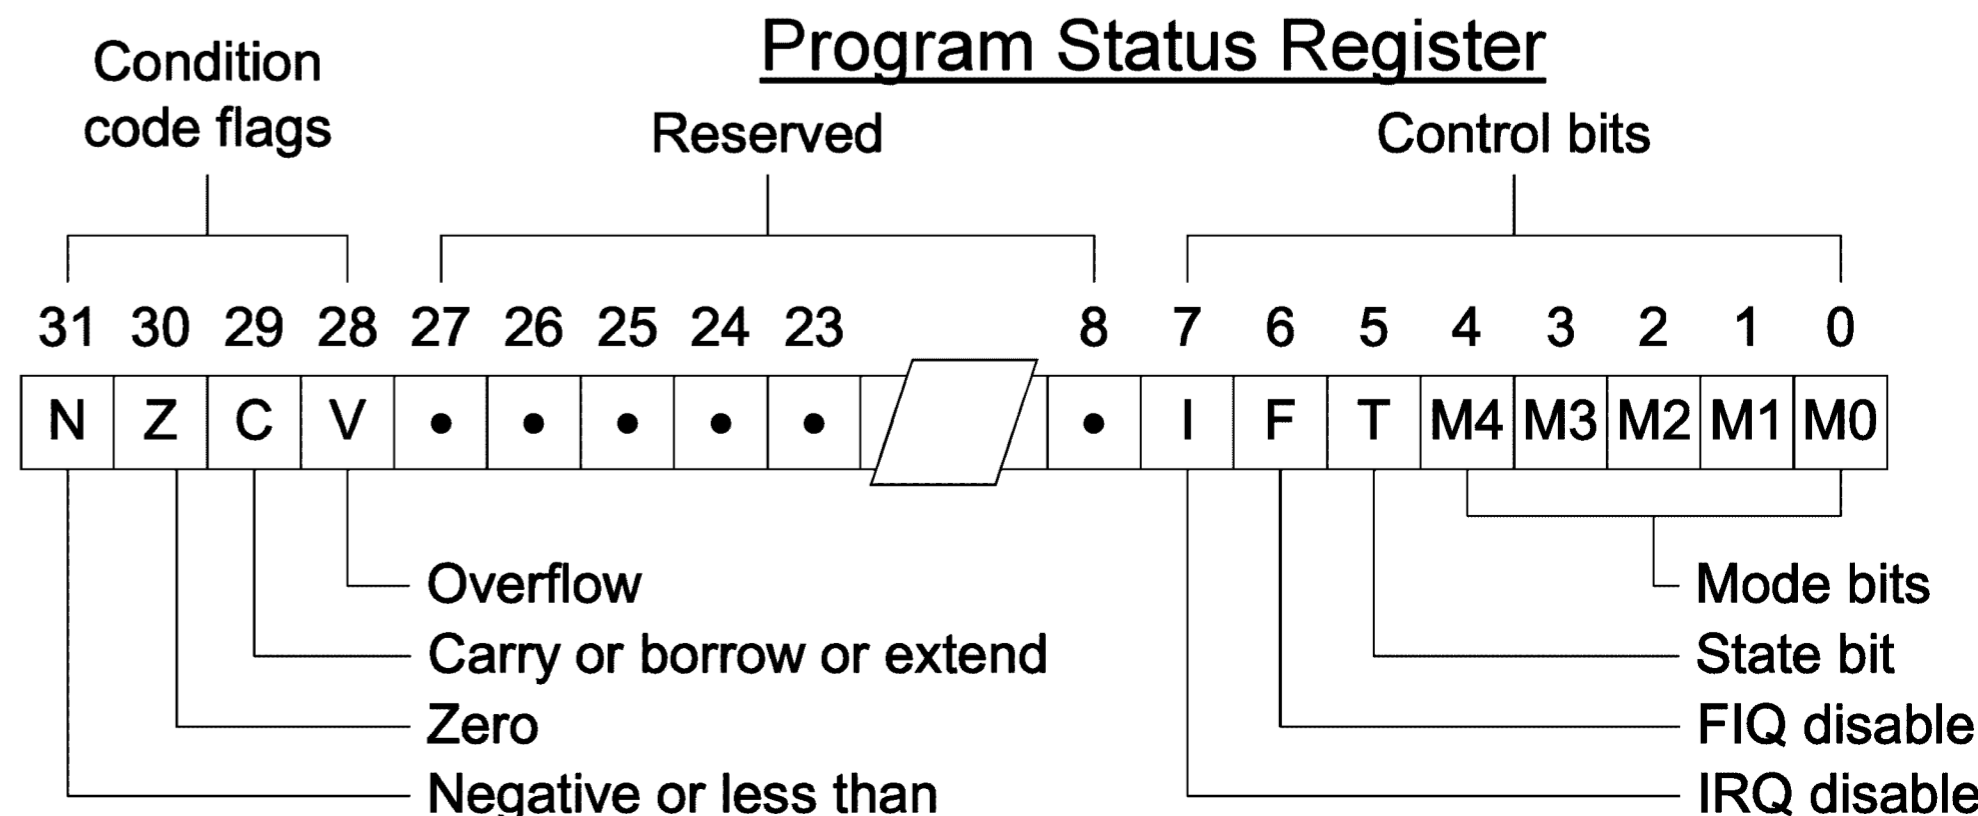 Program Status Register
Condition
code flags
Reserved
Control bits
31 30 29 28 27 26 25 24 23 8 7 6 5 4 3 2 1 0
N Z C V • • • • • • I F T M4 M3 M2 M1 M0
Overflow
Carry or borrow or extend
Zero
Negative or less than
Mode bits
State bit
FIQ disable
IRQ disable